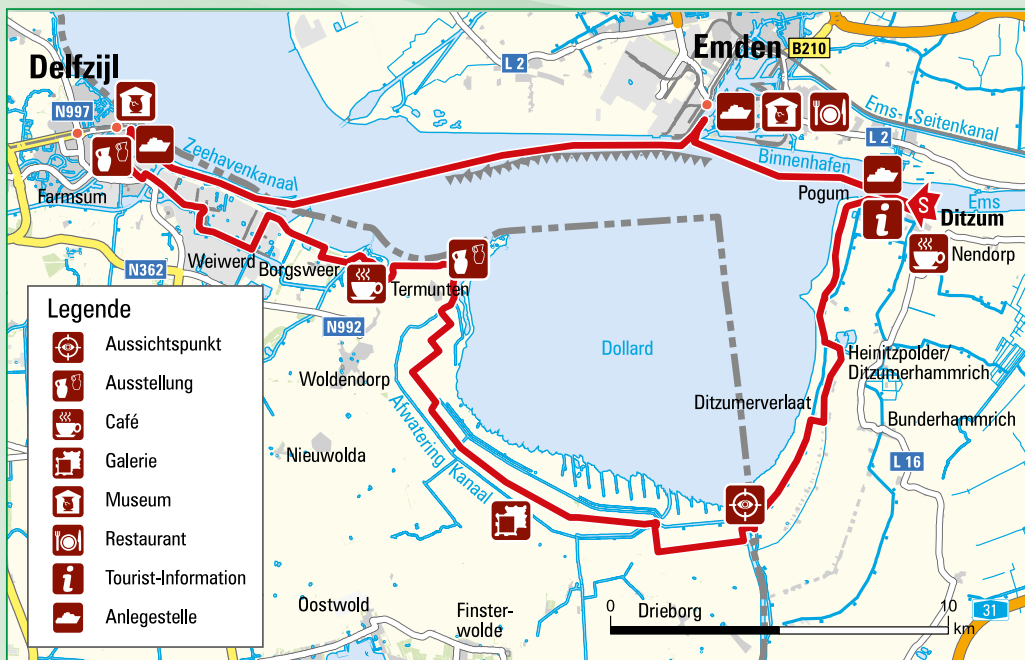 Delfzijl
Emden
B210
L 2
N997
Zeehavenkanaal
Ems-Seitenkanal
L 2
Binnenhafen
Pogum
S
Ems
Ditzum
Farmsum
Nendorp
Weiwerd
Borgsweer
N362
Termunten
N992
Dollard
Heinitzpolder/
Ditzumerhammrich
Woldendorp
Ditzumerverlaat
Bunderhammrich
Nieuwolda
Afwatering Kanaal
L 16
Oostwold
Finster-
wolde
Drieborg
31
0
10
km
Legende
Aussichtspunkt
Ausstellung
Café
Galerie
Museum
Restaurant
i
Tourist-Information
Anlegestelle
i